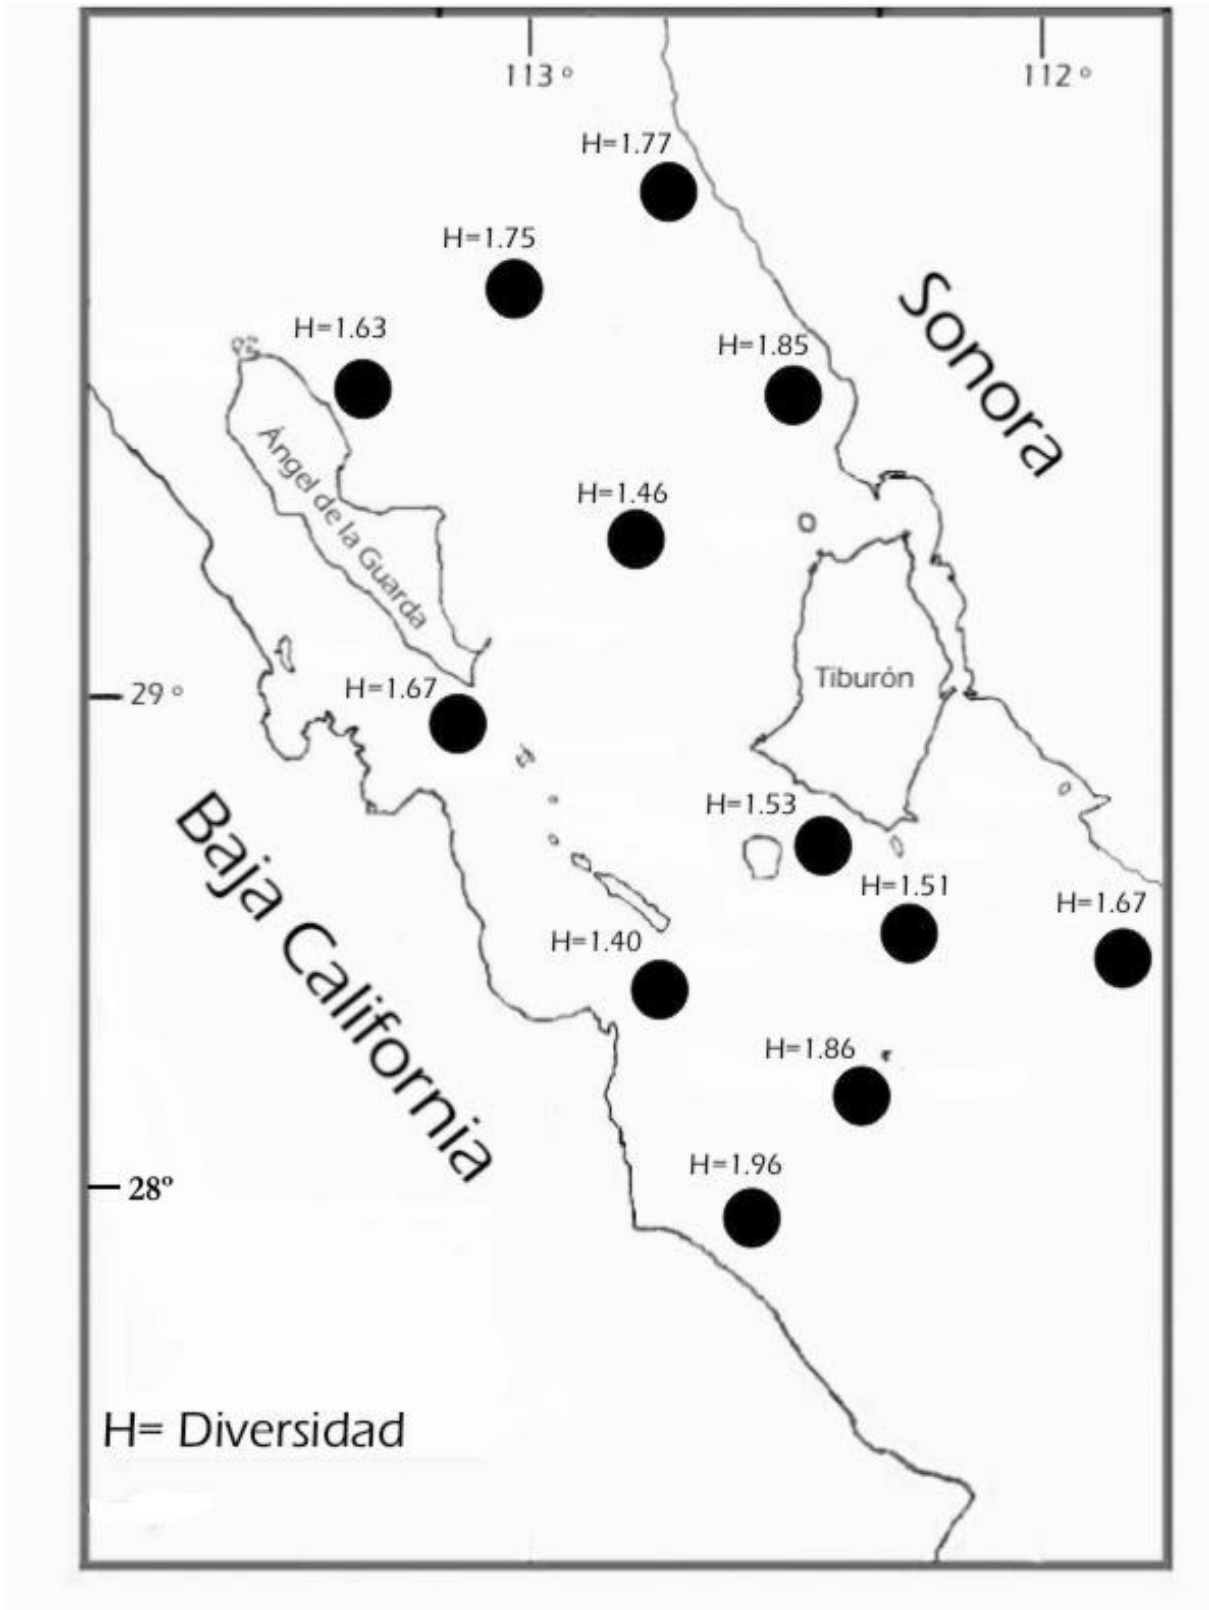 113°
112°
H=1.77
H=1.75
H=1.63
H=1.85
Sonora
Ángel de la Guarda
H=1.46
Tiburón
29°
H=1.67
H=1.53
H=1.51
H=1.67
Baja California
H=1.40
H=1.86
H=1.96
28º
H= Diversidad